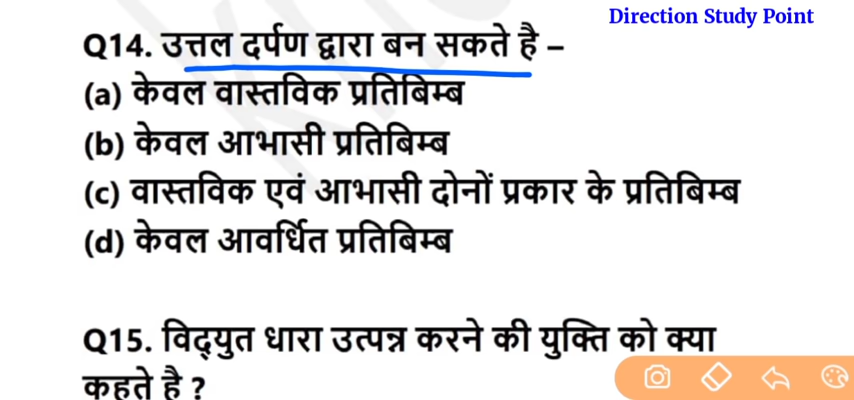 Direction Study Point
Q14. उत्तल दर्पण द्वारा बन सकते है –
(a) केवल वास्तविक प्रतिबिम्ब
(b) केवल आभासी प्रतिबिम्ब
(c) वास्तविक एवं आभासी दोनों प्रकार के प्रतिबिम्ब
(d) केवल आवर्धित प्रतिबिम्ब
Q15. विद्युत धारा उत्पन्न करने की युक्ति को क्या
कहते है ?